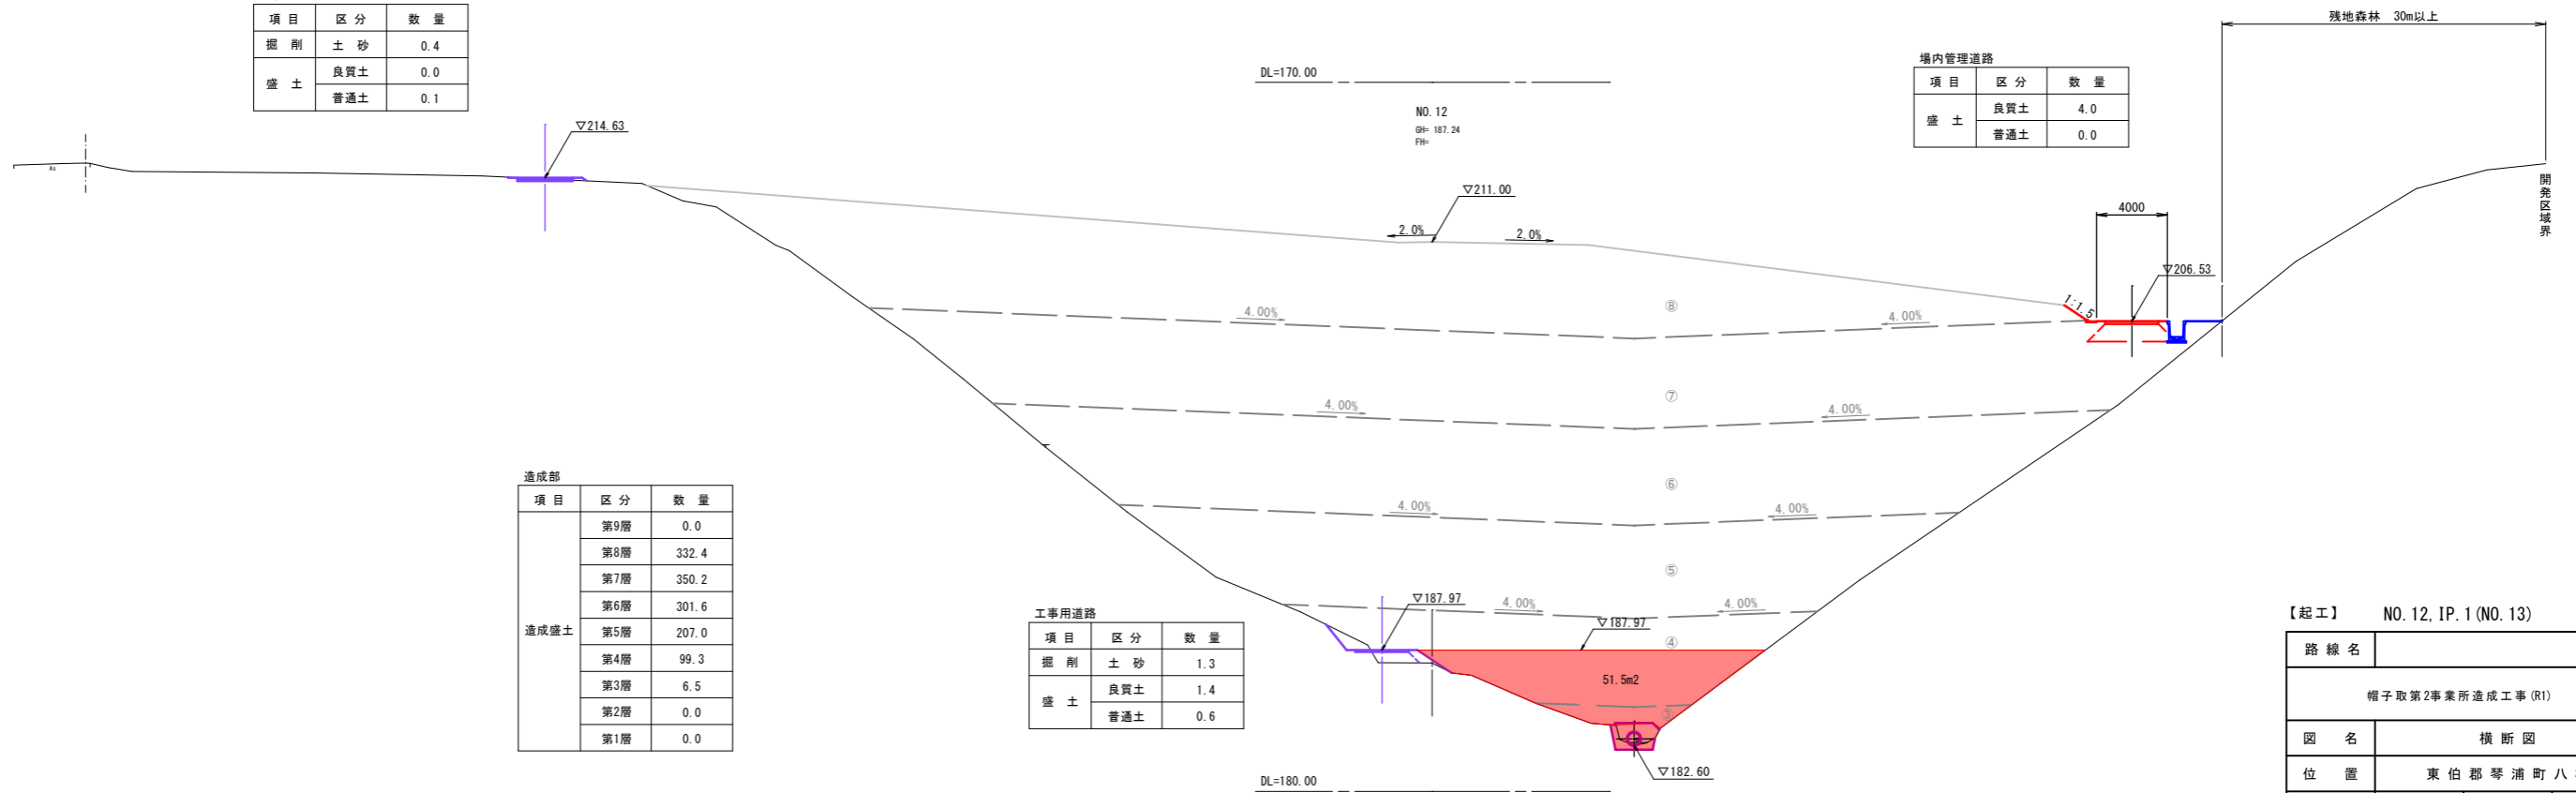 項 目 区 分 数 量
掘 削 土 砂 0.4
盛 土 良質土 0.0
普通土 0.1
▽214.63
As
DL=170.00
NO.12
GH= 187.24
FH=
▽211.00
2.0% 2.0%
場内管理道路
項 目 区 分 数 量
盛 土 良質土 4.0
普通土 0.0
残地森林 30m以上
開発区域界
4000
▽206.53
1:1.5
⑧
4.00% 4.00%
⑦
4.00% 4.00%
⑥
4.00% 4.00%
⑤
4.00% 4.00%
④
③
▽187.97
▽187.97
51.5m2
▽182.60
DL=180.00
造成部
項 目 区 分 数 量
造成盛土 第9層 0.0
第8層 332.4
第7層 350.2
第6層 301.6
第5層 207.0
第4層 99.3
第3層 6.5
第2層 0.0
第1層 0.0
工事用道路
項 目 区 分 数 量
掘 削 土 砂 1.3
盛 土 良質土 1.4
普通土 0.6
【起工】 NO.12,IP.1(NO.13)
路 線 名
帽子取第2事業所造成工事(R1)
図 名 横 断 図
位 置 東 伯 郡 琴 浦 町 八